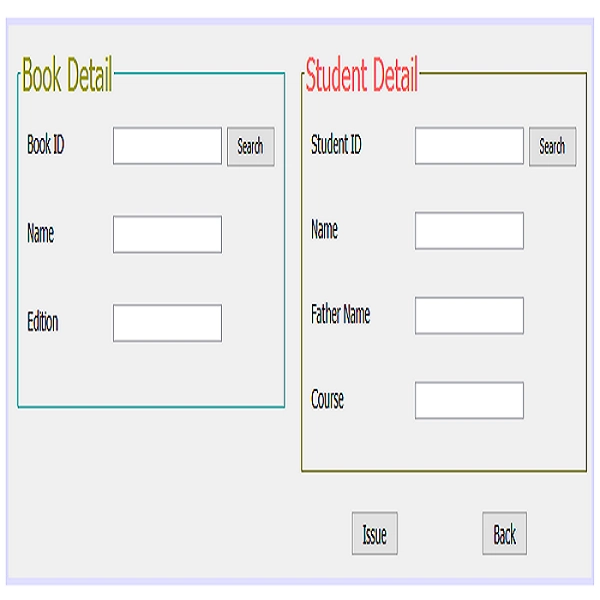 Book Detail
Book ID
Search
Name
Edition
Student Detail
Student ID
Search
Name
Father Name
Course
Issue
Back